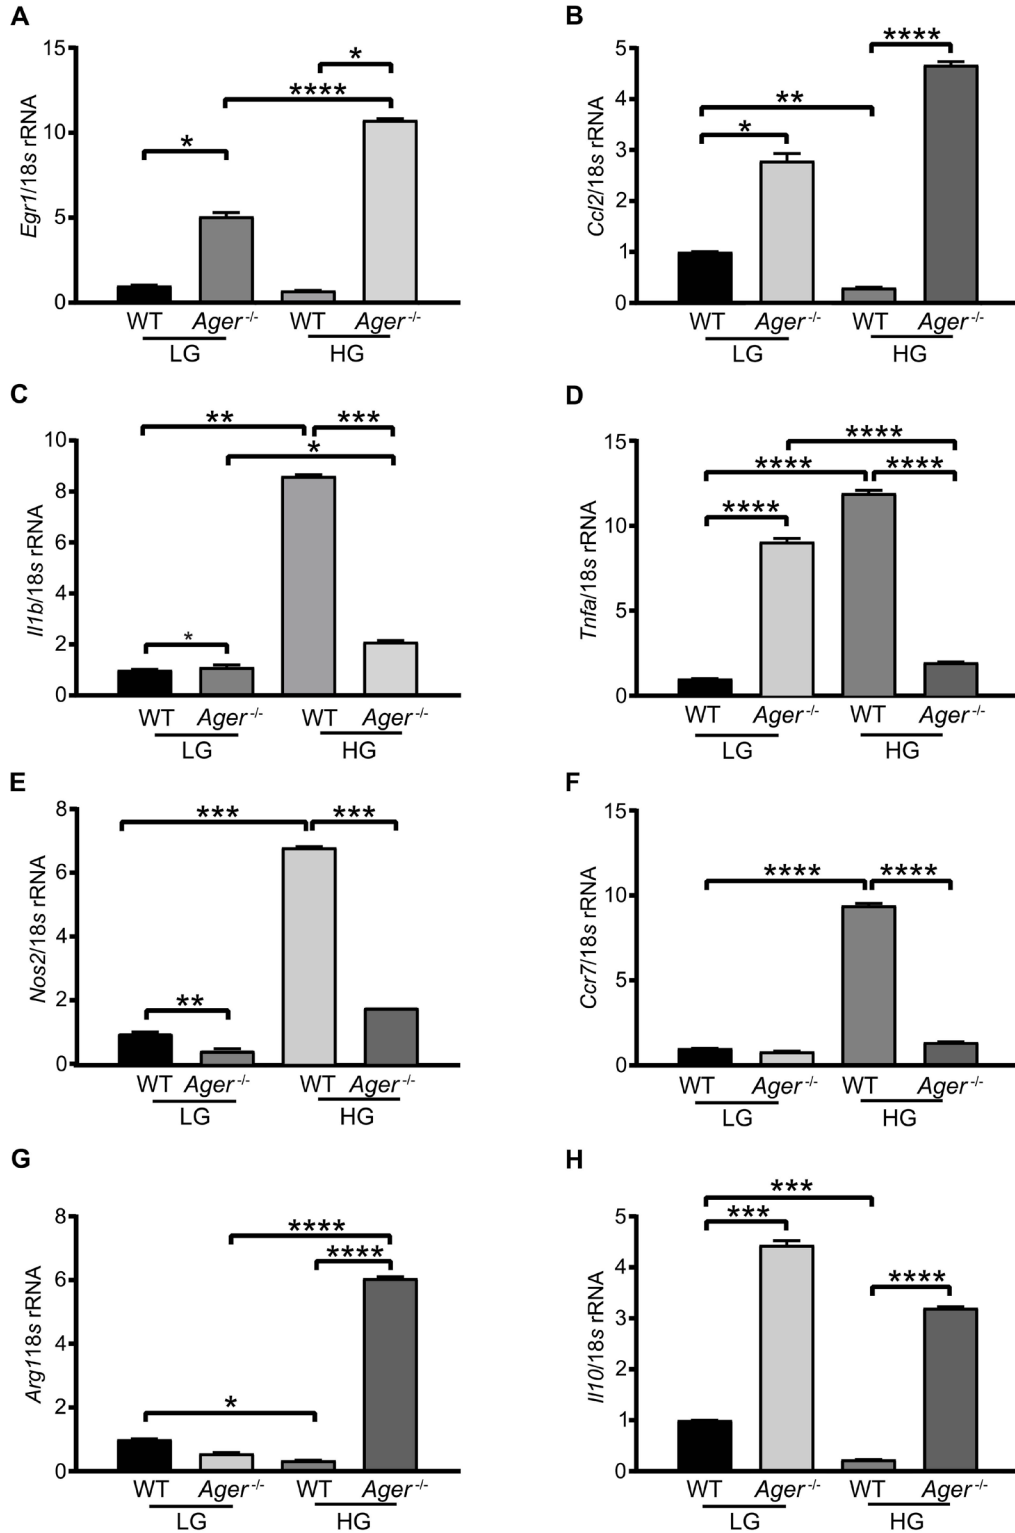 A
Egr1/18s rRNA
15
10
5
0
*
****
*
WT Ager-/- WT Ager-/-
LG HG
B
Ccl2/18s rRNA
5
4
3
2
1
0
****
**
*
WT Ager-/- WT Ager-/-
LG HG
C
Il1b/18s rRNA
10
8
6
4
2
0
** ***
*
*
WT Ager-/- WT Ager-/-
LG HG
D
Tnfa/18s rRNA
15
10
5
0
****
**** ****
****
WT Ager-/- WT Ager-/-
LG HG
E
Nos2/18s rRNA
8
6
4
2
0
*** ***
**
WT Ager-/- WT Ager-/-
LG HG
F
Ccr7/18s rRNA
15
10
5
0
**** ****
WT Ager-/- WT Ager-/-
LG HG
G
Arg118s rRNA
8
6
4
2
0
****
****
*
WT Ager-/- WT Ager-/-
LG HG
H
Il10/18s rRNA
5
4
3
2
1
0
***
***
****
WT Ager-/- WT Ager-/-
LG HG